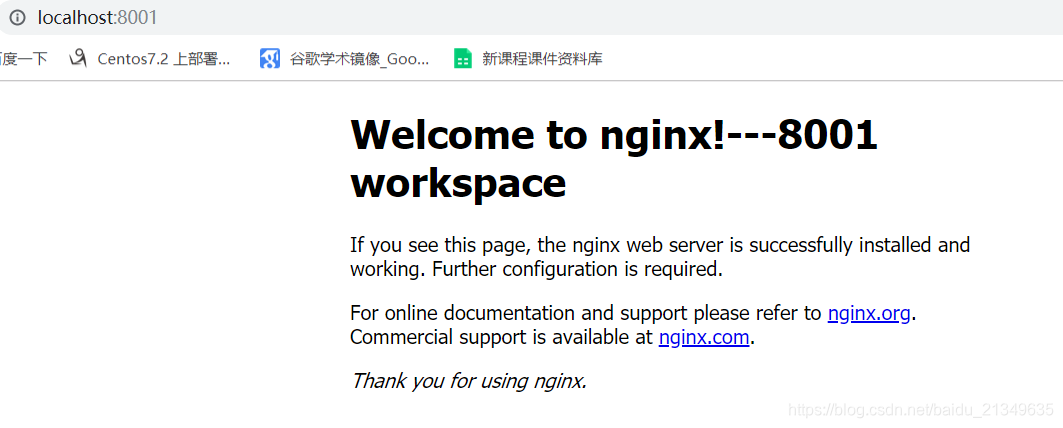 localhost:8001
百度一下 Centos7.2 上部署... 谷歌学术镜像_Goo... 新课程课件资料库
Welcome to nginx!---8001
workspace
If you see this page, the nginx web server is successfully installed and
working. Further configuration is required.
For online documentation and support please refer to nginx.org.
Commercial support is available at nginx.com.
Thank you for using nginx.
https://blog.csdn.net/baidu_21349635